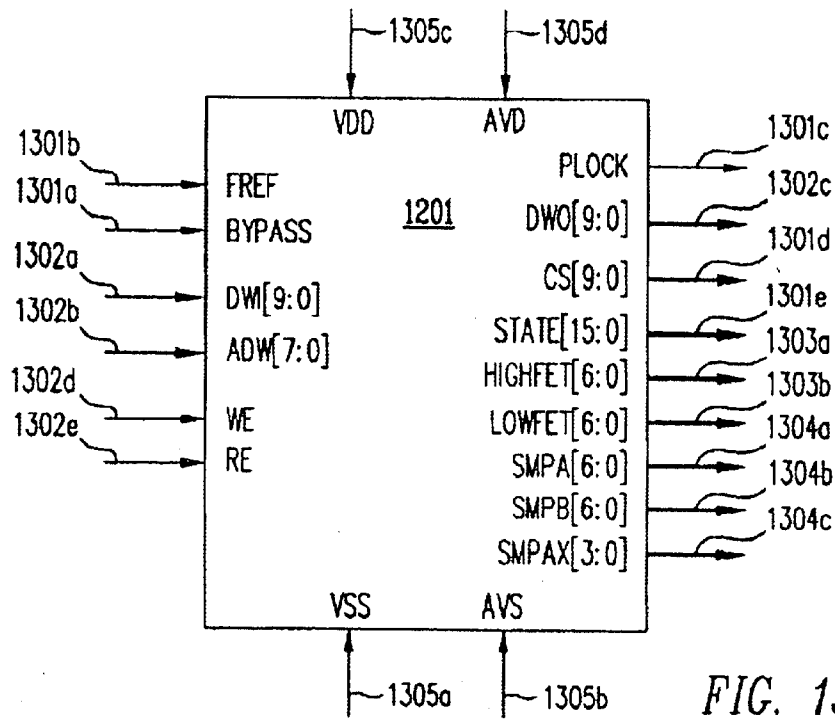 1305c
1305d
VDD
AVD
1301b
FREF
1301a
BYPASS
1302a
DWI[9:0]
1302b
ADW[7:0]
1302d
WE
1302e
RE
1201
PLOCK
1301c
DWO[9:0]
1302c
CS[9:0]
1301d
STATE[15:0]
1301e
HIGHFET[6:0]
1303a
LOWFET[6:0]
1303b
SMPA[6:0]
1304a
SMPB[6:0]
1304b
SMPAX[3:0]
1304c
VSS
AVS
1305a
1305b
FIG. 13